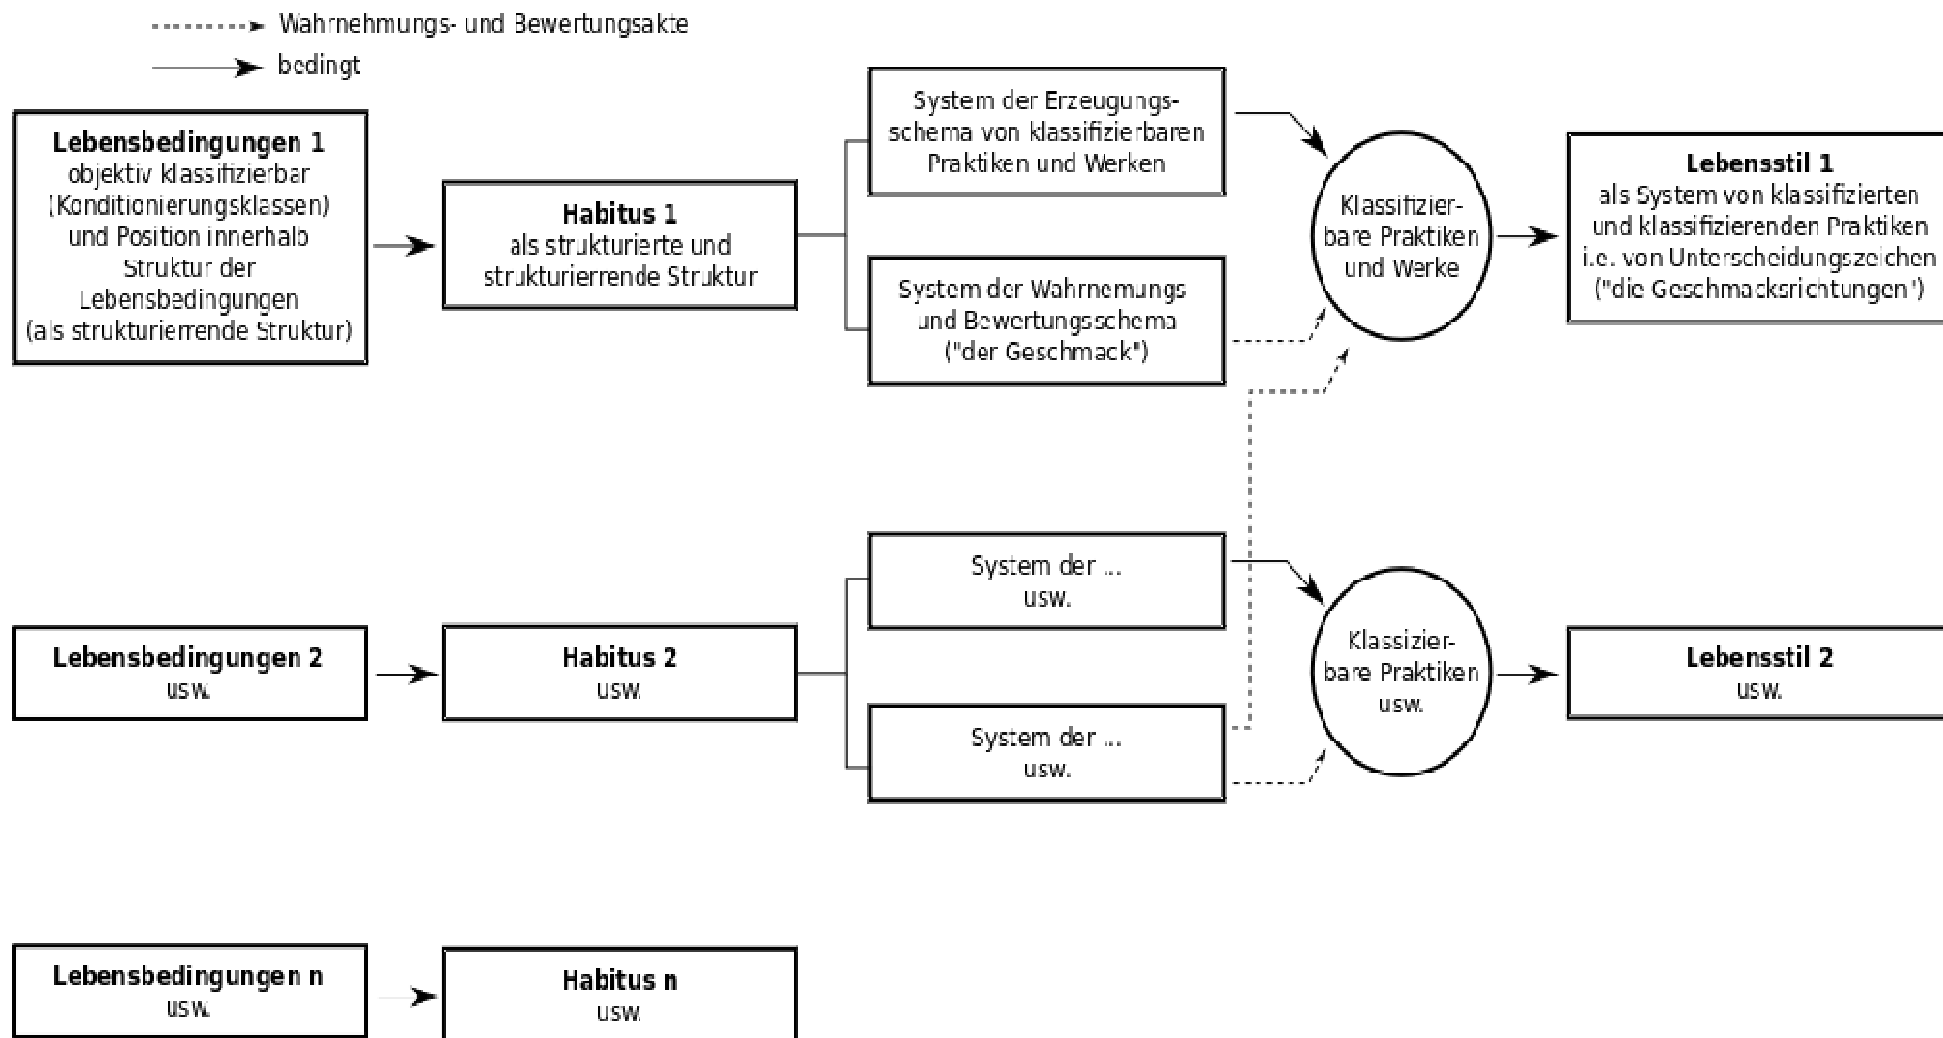 Wahrnehmungs- und Bewertungsakte
bedingt
Lebensbedingungen 1
objektiv klassifizierbar
(Konditionierungsklassen)
und Position innerhalb
Struktur der
Lebensbedingungen
(als strukturierrende Struktur)
Habitus 1
als strukturierte und
strukturierrende Struktur
System der Erzeugungs-
schema von klassifizierbaren
Praktiken und Werken
System der Wahrnemungs
und Bewertungsschema
("der Geschmack")
Klassifizier-
bare Praktiken
und Werke
Lebensstil 1
als System von klassifizierten
und klassifizierenden Praktiken
i.e. von Unterscheidungszeichen
("die Geschmacksrichtungen")
Lebensbedingungen 2
usw.
Habitus 2
usw.
System der ...
usw.
System der ...
usw.
Klassizier-
bare Praktiken
usw.
Lebensstil 2
usw.
Lebensbedingungen n
usw.
Habitus n
usw.